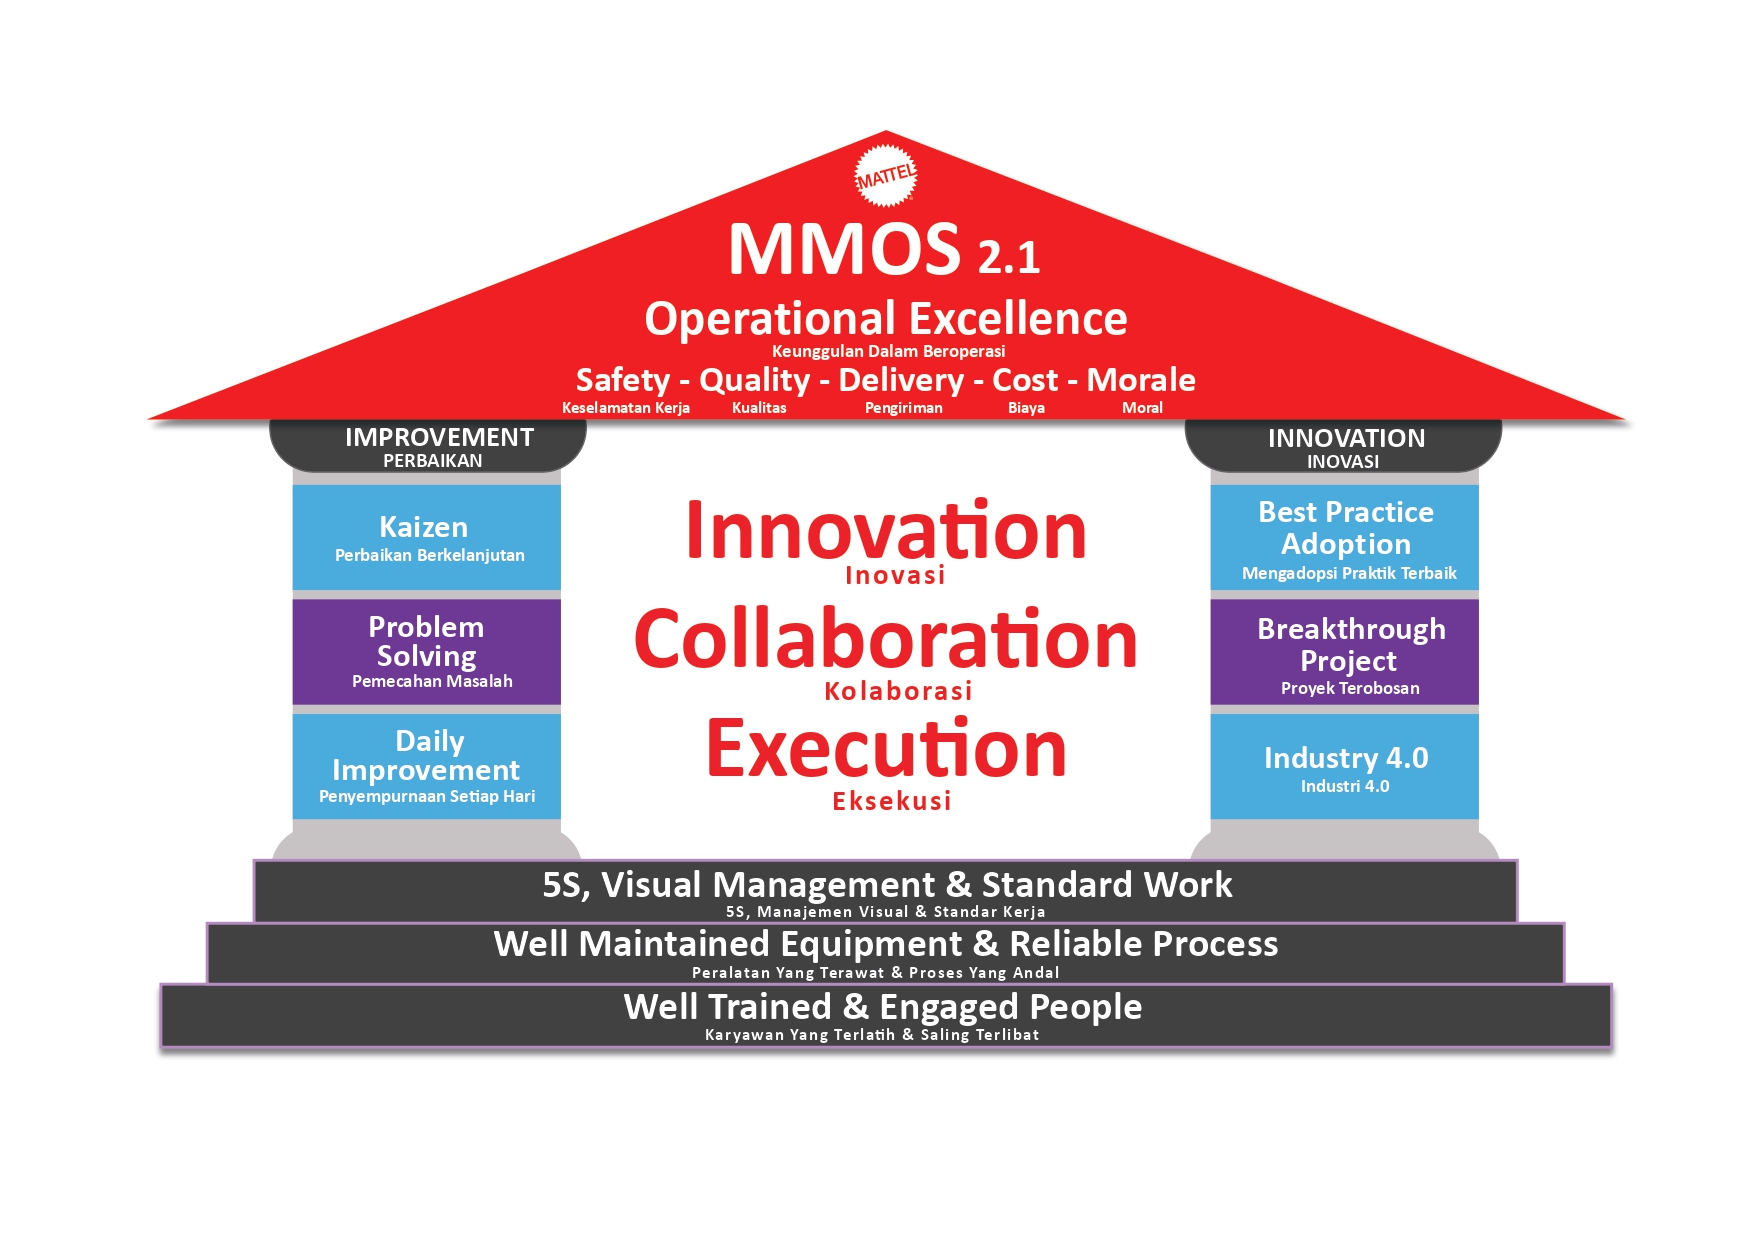 MATTEL
MMOS 2.1
Operational Excellence
Keunggulan Dalam Beroperasi
Safety - Quality - Delivery - Cost - Morale
Keselamatan Kerja Kualitas Pengiriman Biaya Moral
IMPROVEMENT
PERBAIKAN
Kaizen
Perbaikan Berkelanjutan
Problem
Solving
Pemecahan Masalah
Daily
Improvement
Penyempurnaan Setiap Hari
Innovation
Inovasi
Collaboration
Kolaborasi
Execution
Eksekusi
INNOVATION
INOVASI
Best Practice
Adoption
Mengadopsi Praktik Terbaik
Breakthrough
Project
Proyek Terobosan
Industry 4.0
Industri 4.0
5S, Visual Management & Standard Work
5S, Manajemen Visual & Standar Kerja
Well Maintained Equipment & Reliable Process
Peralatan Yang Terawat & Proses Yang Andal
Well Trained & Engaged People
Karyawan Yang Terlatih & Saling Terlibat